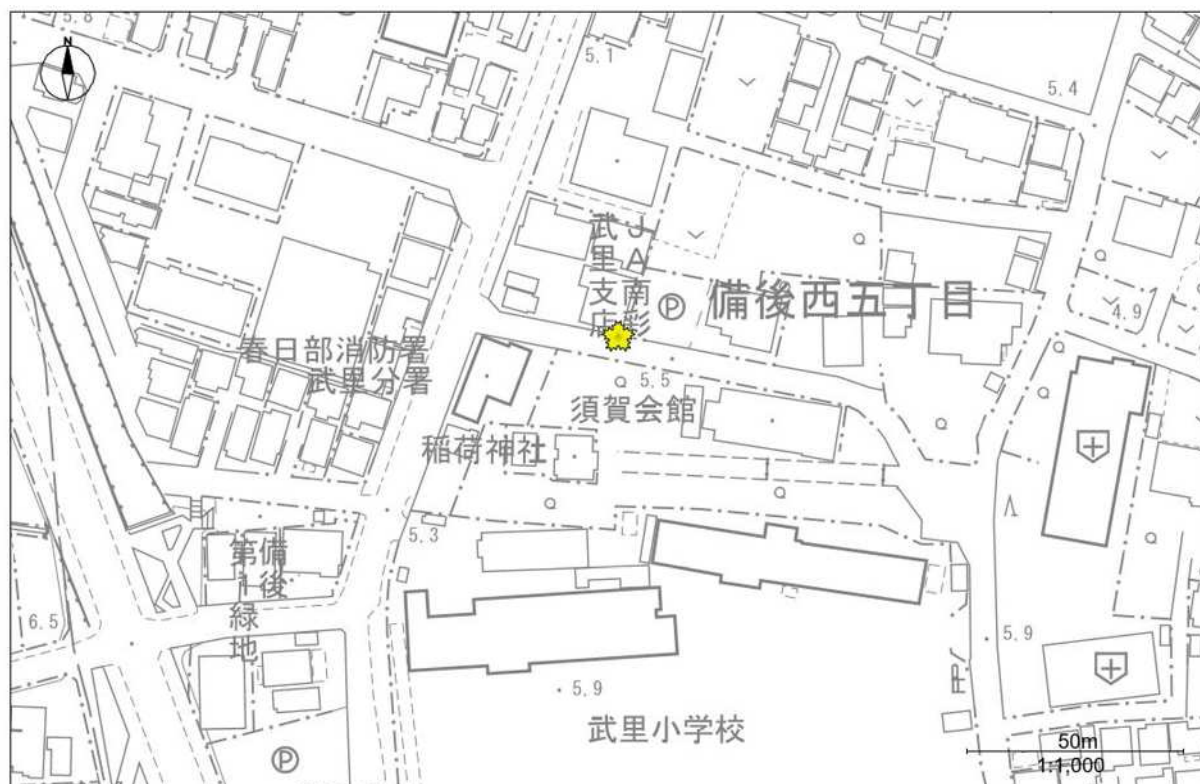 N
5.8
5.1
5.4
JA南彩
武里支店
P
備後西五丁目
4.9
春日部消防署
武里分署
5.5
須賀会館
稲荷神社
5.3
備後
第1緑地
6.5
5.9
5.9
武里小学校
P
50m
1:1,000